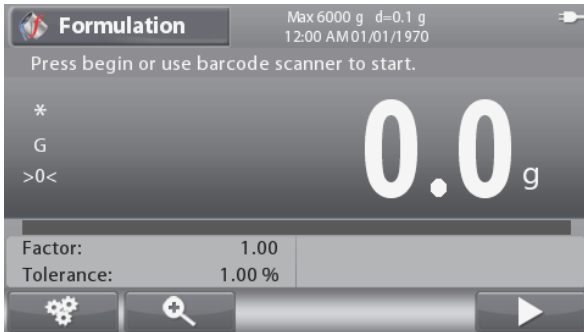 Formulation
Max 6000 g d=0.1 g
12:00 AM 01/01/1970
Press begin or use barcode scanner to start.
*
G
>0<
0.0 g
Factor: 1.00
Tolerance: 1.00 %